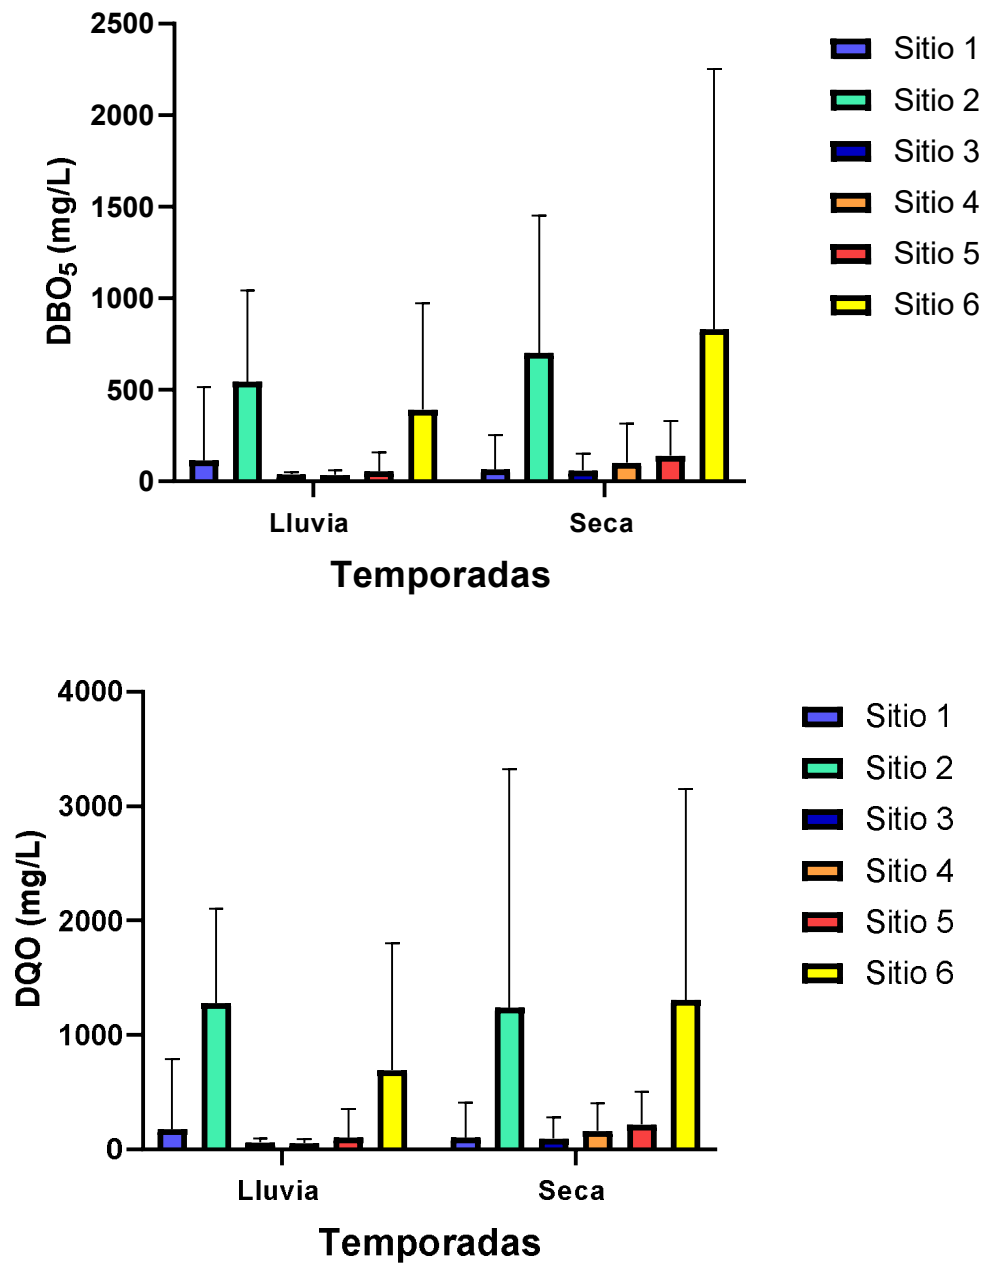 2500
2000
1500
1000
500
0
DBO5 (mg/L)
Lluvia
Seca
Temporadas
Sitio 1
Sitio 2
Sitio 3
Sitio 4
Sitio 5
Sitio 6
4000
3000
2000
1000
0
DQO (mg/L)
Lluvia
Seca
Temporadas
Sitio 1
Sitio 2
Sitio 3
Sitio 4
Sitio 5
Sitio 6